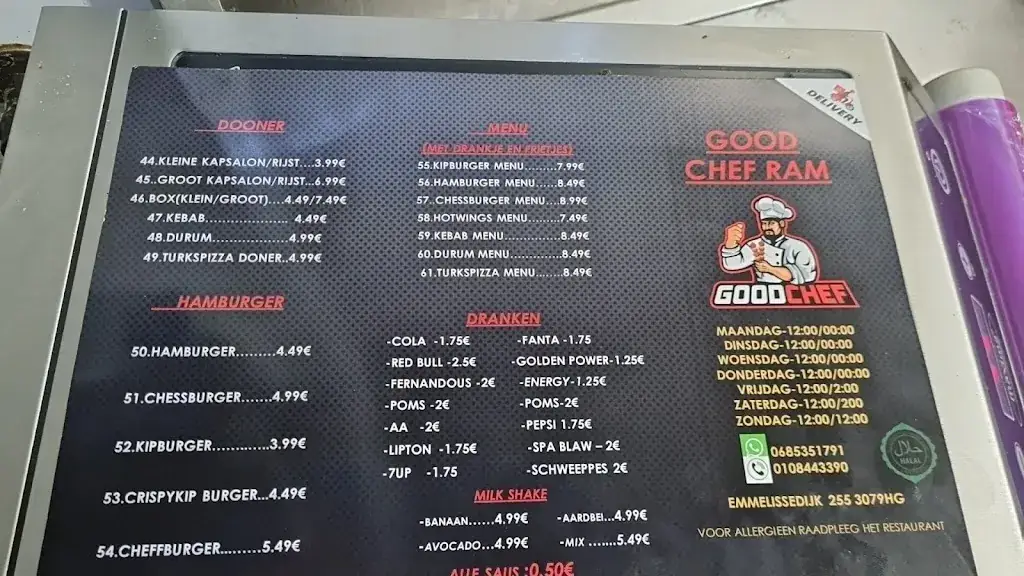 DOONER
44.KLEINE KAPSALON/RIJST....3.99€
45..GROOT KAPSALON/RIJST...6.99€
46.BOX(KLEIN/GROOT)....4.49/7.49€
47.KEBAB..................... 4.49€
48.DURUM...................4.99€
49.TURKSPIZZA DONER..4.99€
HAMBURGER
50.HAMBURGER.........4.49€
51.CHESSBURGER.......4.99€
52.KIPBURGER...........3.99€
53.CRISPYKIP BURGER...4.49€
54.CHEFFBURGER..........5.49€
MENU
(MET DRANKJE EN FRIETJES)
55.KIPBURGER MENU.........7.99€
56.HAMBURGER MENU......8.49€
57. CHESSBURGER MENU...8.99€
58.HOTWINGS MENU........7.49€
59.KEBAB MENU...............8.49€
60.DURUM MENU..............8.49€
61.TURKSPIZZA MENU.......8.49€
DRANKEN
-COLA -1.75€
-RED BULL -2.5€
-FERNANDOUS -2€
-POMS -2€
-AA -2€
-LIPTON -1.75€
-7UP -1.75
-FANTA -1.75
-GOLDEN POWER-1.25€
-ENERGY-1.25€
-POMS-2€
-PEPSI 1.75€
-SPA BLAW – 2€
-SCHWEEPPES 2€
MILK SHAKE
-BANAAN......4.99€
-AVOCADO...4.99€
-AARDBEI...4.99€
-MIX ......5.49€
ALLE SAUS :0.50€
DELIVERY
GOOD
CHEF RAM
GOODCHEF
MAANDAG-12:00/00:00
DINSDAG-12:00/00:00
WOENSDAG-12:00/00:00
DONDERDAG-12:00/00:00
VRIJDAG-12:00/2:00
ZATERDAG-12:00/200
ZONDAG-12:00/12:00
0685351791
0108443390
حلال
HALAL
EMMELISSEDIJK 255 3079HG
VOOR ALLERGIEEN RAADPLEEG HET RESTAURANT